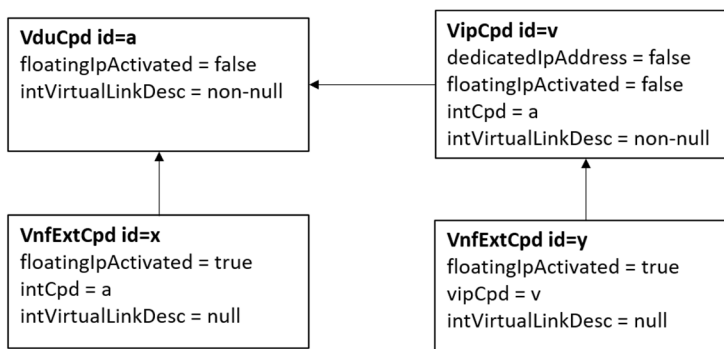 VduCpd id=a
floatingIpActivated = false
intVirtualLinkDesc = non-null
VipCpd id=v
dedicatedIpAddress = false
floatingIpActivated = false
intCpd = a
intVirtualLinkDesc = non-null
VnfExtCpd id=x
floatingIpActivated = true
intCpd = a
intVirtualLinkDesc = null
VnfExtCpd id=y
floatingIpActivated = true
vipCpd = v
intVirtualLinkDesc = null